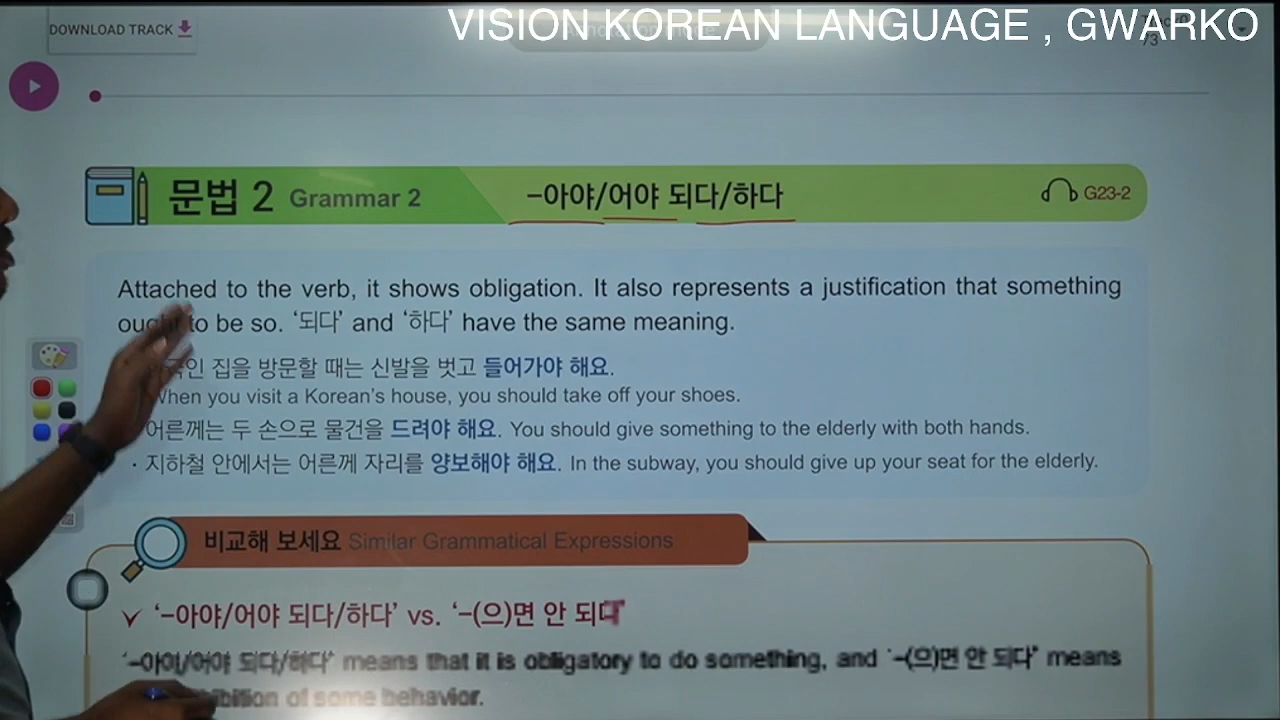 VISION KOREAN LANGUAGE , GWARKO
DOWNLOAD TRACK
문법 2 Grammar 2 -아야/어야 되다/하다 G23-2
Attached to the verb, it shows obligation. It also represents a justification that something
ought to be so. ‘되다’ and ‘하다’ have the same meaning.
집을 방문할 때는 신발을 벗고 들어가야 해요.
When you visit a Korean's house, you should take off your shoes.
어른께는 두 손으로 물건을 드려야 해요. You should give something to the elderly with both hands.
· 지하철 안에서는 어른께 자리를 양보해야 해요. In the subway, you should give up your seat for the elderly.
비교해 보세요 Similar Grammatical Expressions
‘-아야/어야 되다/하다’ vs. ‘-(으)면 안 되다’
‘-아야/어야 되다/하다’ means that it is obligatory to do something, and ‘-(으)면 안 되다’ means
of some behavior.